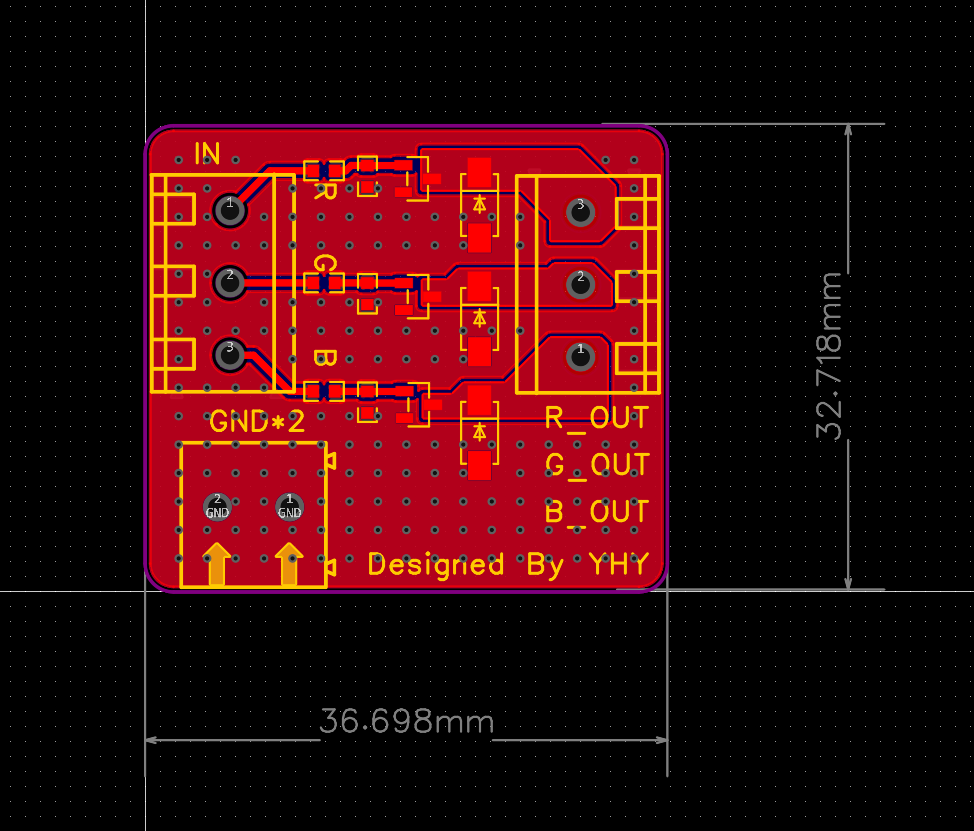 IN
R
1
3
G
2
2
B
3
1
GND*2
R_OUT
G_OUT
2
GND
1
GND
B_OUT
Designed By YHY
32.718mm
36.698mm